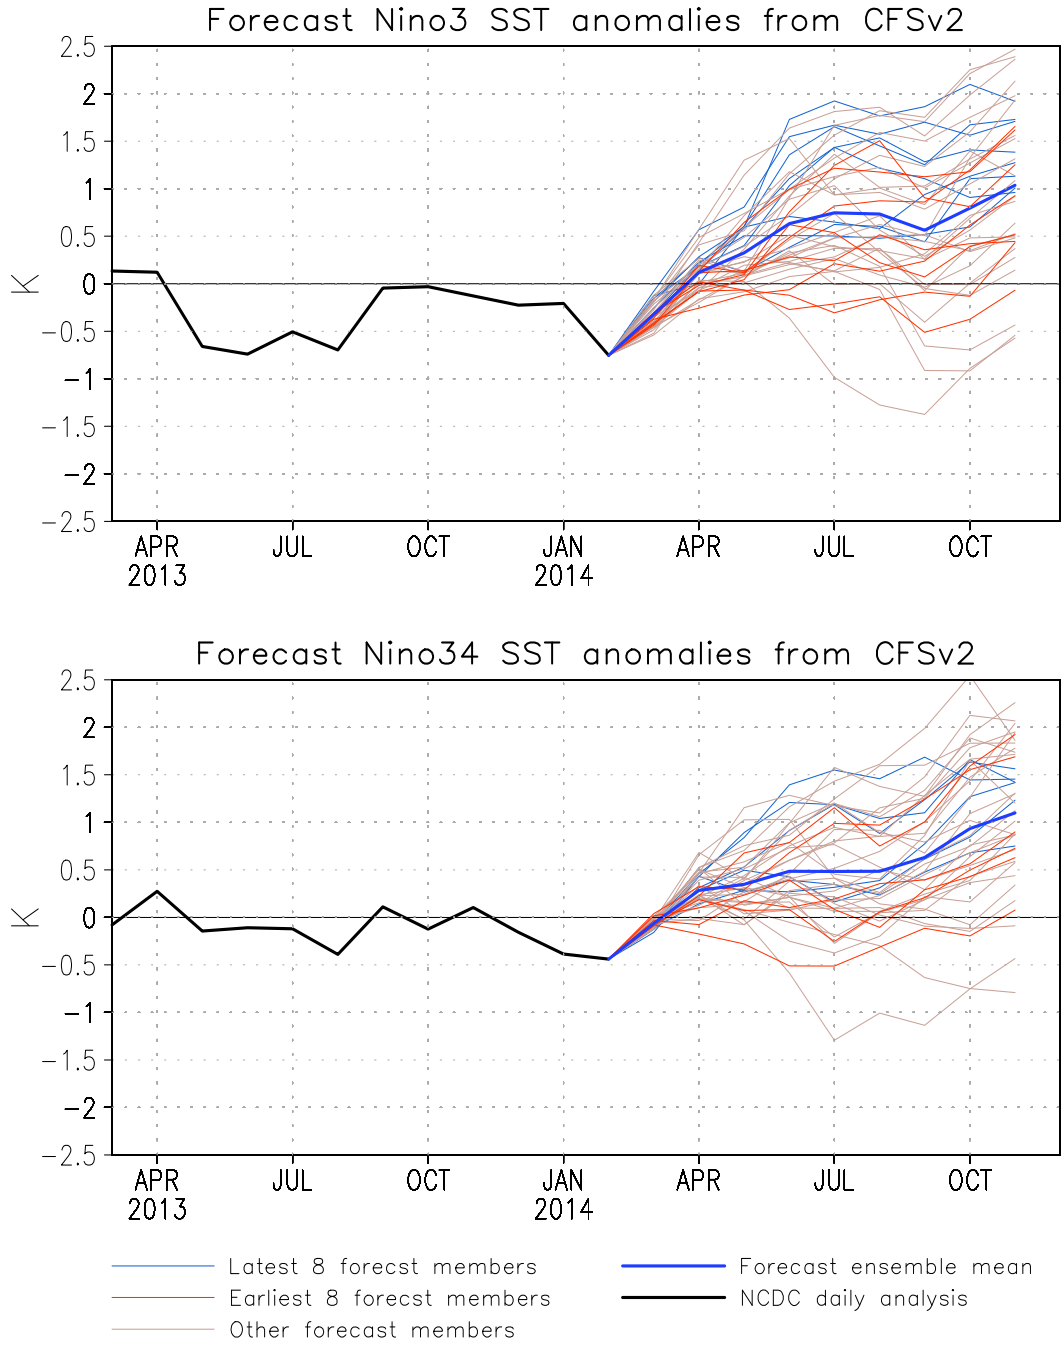 Forecast Nino3 SST anomalies from CFSv2
2.5
2
1.5
1
0.5
0
-0.5
-1
-1.5
-2
-2.5
K
APR JUL OCT JAN APR JUL OCT
2013 2014
Forecast Nino34 SST anomalies from CFSv2
2.5
2
1.5
1
0.5
0
-0.5
-1
-1.5
-2
-2.5
K
APR JUL OCT JAN APR JUL OCT
2013 2014
Latest 8 forecst members
Earliest 8 forecst members
Other forecast members
Forecast ensemble mean
NCDC daily analysis